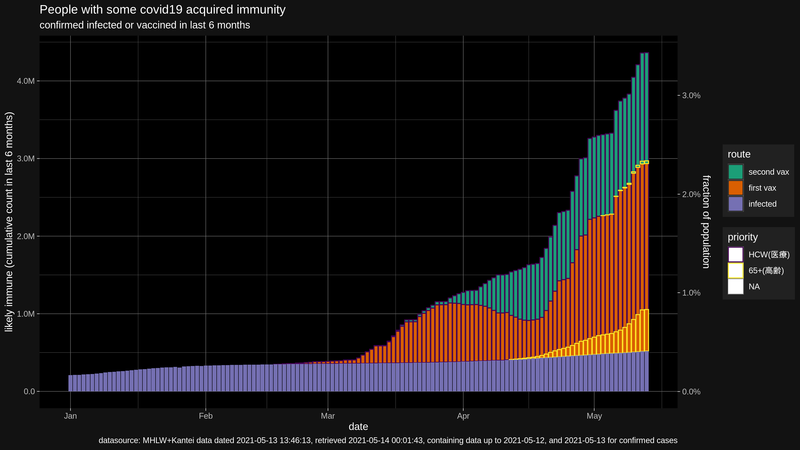 People with some covid19 acquired immunity
confirmed infected or vaccined in last 6 months
likely immune (cumulative count in last 6 months)
4.0M
3.0M
2.0M
1.0M
0.0
3.0%
2.0%
1.0%
0.0%
fraction of population
Jan
Feb
Mar
Apr
May
date
route
second vax
first vax
infected
priority
HCW(医療)
65+(高齢)
NA
datasource: MHLW+Kantei data dated 2021-05-13 13:46:13, retrieved 2021-05-14 00:01:43, containing data up to 2021-05-12, and 2021-05-13 for confirmed cases